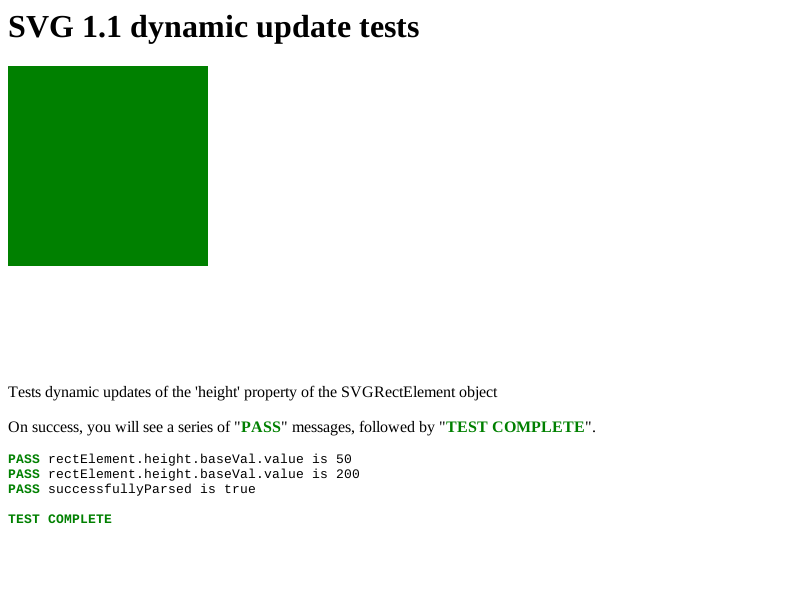 SVG 1.1 dynamic update tests
Tests dynamic updates of the 'height' property of the SVGRectElement object
On success, you will see a series of "PASS" messages, followed by "TEST COMPLETE".
PASS rectElement.height.baseVal.value is 50
PASS rectElement.height.baseVal.value is 200
PASS successfullyParsed is true
TEST COMPLETE